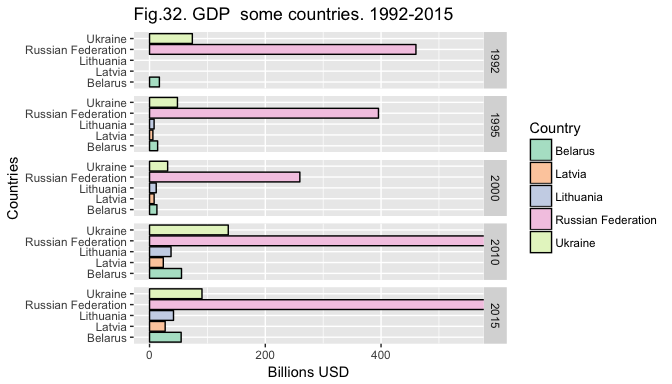 Fig.32. GDP  some countries. 1992-2015
Countries
Ukraine
Russian Federation
Lithuania
Latvia
Belarus
1992
Ukraine
Russian Federation
Lithuania
Latvia
Belarus
1995
Ukraine
Russian Federation
Lithuania
Latvia
Belarus
2000
Ukraine
Russian Federation
Lithuania
Latvia
Belarus
2010
Ukraine
Russian Federation
Lithuania
Latvia
Belarus
2015
0 200 400
Billions USD
Country
Belarus
Latvia
Lithuania
Russian Federation
Ukraine